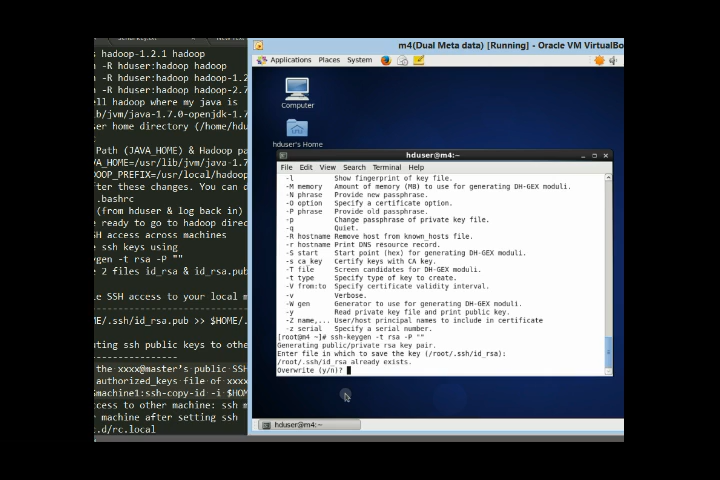 s hadoop-1.2.1 hadoop
n -R hduser:hadoop hadoop
n -R hduser:hadoop hadoop-1.2
n -R hduser:hadoop hadoop-2.7
ell hadoop where my java is
ib/jvm/java-1.7.0-openjdk-1.7
ser home directory (/home/hdu
Path (JAVA_HOME) & Hadoop pa
VA_HOME=/usr/lib/jvm/java-1.7
OOP_PREFIX=/usr/local/hadoop
fter these changes. You can d
.bashrc
(from hduser & log back in)
e ready to go to hadoop direc
SH access across machines
e ssh keys using
ygen -t rsa -P ""
e 2 files id_rsa & id_rsa.pub
le SSH access to your local m
ME/.ssh/id_rsa.pub >> $HOME/.
uting ssh public keys to othe
-----------------
the xxxx@master's public SSH
authorized_keys file of xxxx
@machine1:ssh-copy-id -i $HOM
ccess to other machine: ssh m
machine after setting ssh
c.d/rc.local
m4(Dual Meta data) [Running] - Oracle VM VirtualBo
Applications Places System
Computer
hduser's Home
hduser@m4:~
File Edit View Search Terminal Help
-l Show fingerprint of key file.
-M memory Amount of memory (MB) to use for generating DH-GEX moduli.
-N phrase Provide new passphrase.
-O option Specify a certificate option.
-P phrase Provide old passphrase.
-p Change passphrase of private key file.
-q Quiet.
-R hostname Remove host from known_hosts file.
-r hostname Print DNS resource record.
-S start Start point (hex) for generating DH-GEX moduli.
-s ca_key Certify keys with CA key.
-T file Screen candidates for DH-GEX moduli.
-t type Specify type of key to create.
-V from:to Specify certificate validity interval.
-v Verbose.
-W gen Generator to use for generating DH-GEX moduli.
-y Read private key file and print public key.
-Z name,... User/host principal names to include in certificate
-z serial Specify a serial number.
[root@m4 ~]# ssh-keygen -t rsa -P ""
Generating public/private rsa key pair.
Enter file in which to save the key (/root/.ssh/id_rsa):
/root/.ssh/id_rsa already exists.
Overwrite (y/n)?
hduser@m4:~